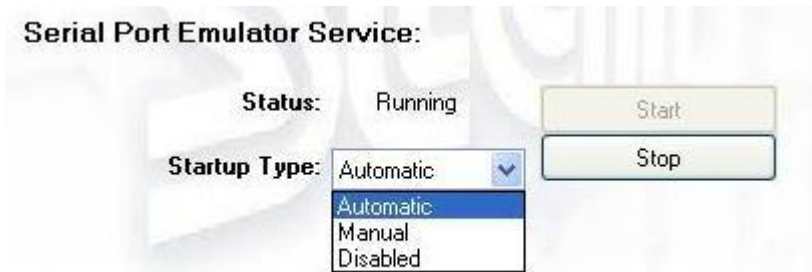 Serial Port Emulator Service:
Status: Running
Start
Startup Type: Automatic
Stop
Automatic
Manual
Disabled